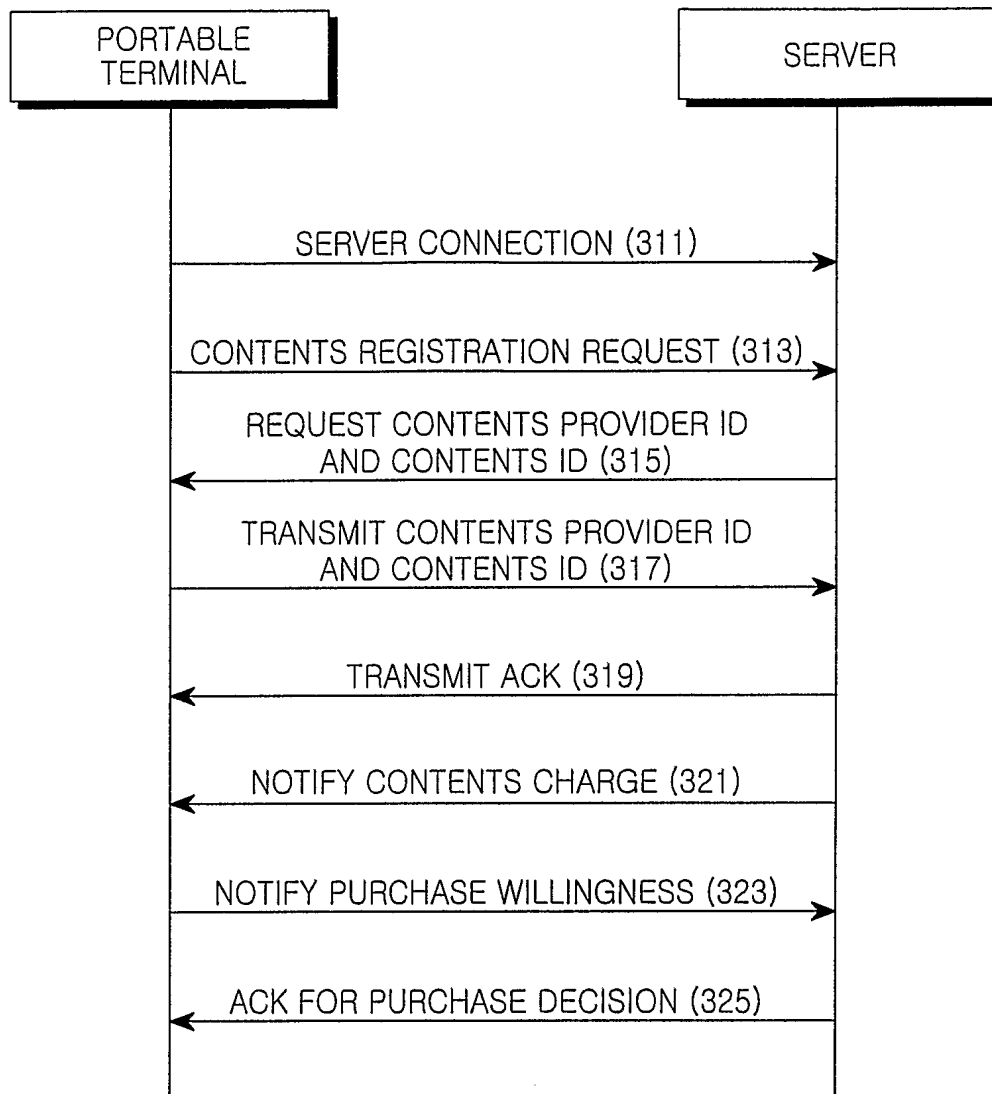 PORTABLE
TERMINAL
SERVER
SERVER CONNECTION (311)
CONTENTS REGISTRATION REQUEST (313)
REQUEST CONTENTS PROVIDER ID
AND CONTENTS ID (315)
TRANSMIT CONTENTS PROVIDER ID
AND CONTENTS ID (317)
TRANSMIT ACK (319)
NOTIFY CONTENTS CHARGE (321)
NOTIFY PURCHASE WILLINGNESS (323)
ACK FOR PURCHASE DECISION (325)